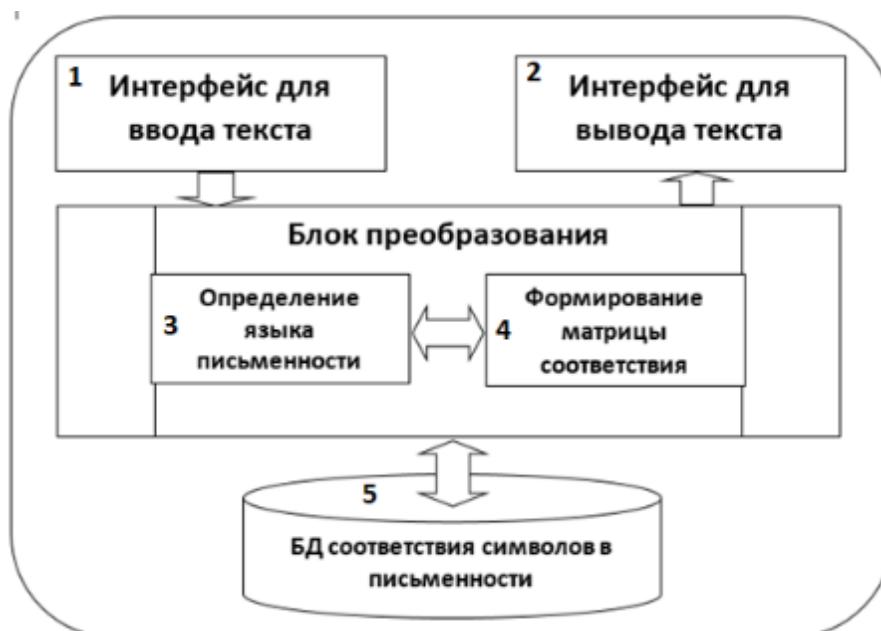 1
Интерфейс для
ввода текста
2
Интерфейс для
вывода текста
Блок преобразования
3
Определение
языка
письменности
4
Формирование
матрицы
соответствия
5
БД соответствия символов в
письменности